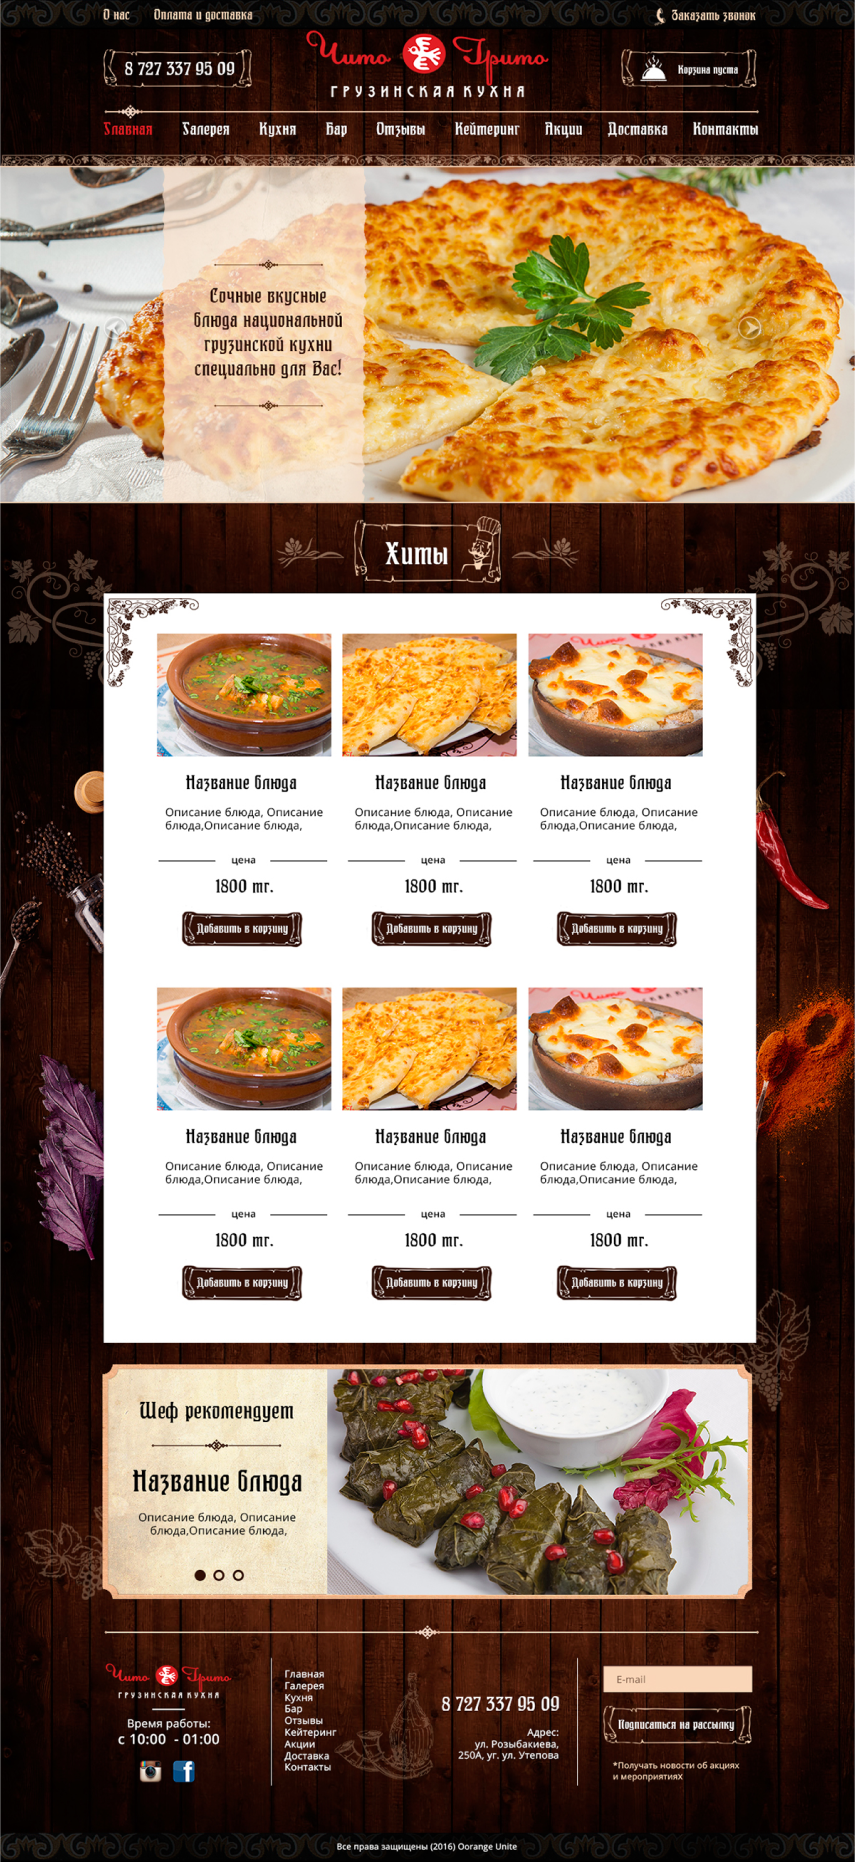 О нас
Оплата и доставка
Заказать звонок
8 727 337 95 09
Чито Грито
ГРУЗИНСКАЯ КУХНЯ
Корзина пуста
Главная
Галерея
Кухня
Бар
Отзывы
Кейтеринг
Акции
Доставка
Контакты
Сочные вкусные
блюда национальной
грузинской кухни
специально для Вас!
Хиты
Название блюда
Описание блюда, Описание
блюда,Описание блюда,
цена
1800 тг.
Добавить в корзину
Название блюда
Описание блюда, Описание
блюда,Описание блюда,
цена
1800 тг.
Добавить в корзину
Название блюда
Описание блюда, Описание
блюда,Описание блюда,
цена
1800 тг.
Добавить в корзину
Название блюда
Описание блюда, Описание
блюда,Описание блюда,
цена
1800 тг.
Добавить в корзину
Название блюда
Описание блюда, Описание
блюда,Описание блюда,
цена
1800 тг.
Добавить в корзину
Название блюда
Описание блюда, Описание
блюда,Описание блюда,
цена
1800 тг.
Добавить в корзину
Шеф рекомендует
Название блюда
Описание блюда, Описание
блюда,Описание блюда,
Чито Грито
ГРУЗИНСКАЯ КУХНЯ
Время работы:
с 10:00 - 01:00
Главная
Галерея
Кухня
Бар
Отзывы
Кейтеринг
Акции
Доставка
Контакты
8 727 337 95 09
Адрес:
ул. Розыбакиева,
250А, уг. ул. Утепова
E-mail
Подписаться на рассылку
*Получать новости об акциях
и мероприятиях
Все права защищены (2016) Oorange Unite